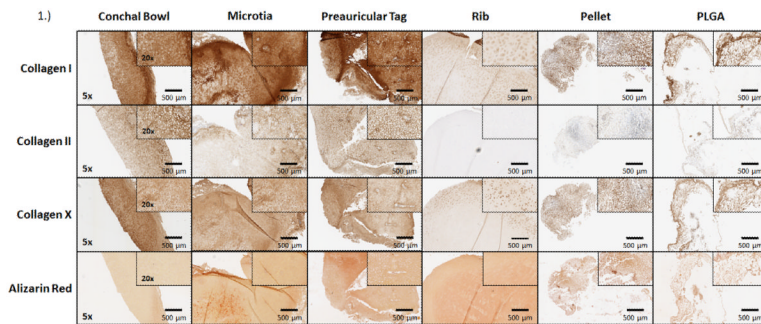 1.)
Conchal Bowl Microtia Preauricular Tag Rib Pellet PLGA
Collagen I
20x
5x 500 µm 500 µm 500 µm 500 µm 500 µm 500 µm
Collagen II
20x
5x 500 µm 500 µm 500 µm 500 µm 500 µm 500 µm
Collagen X
20x
5x 500 µm 500 µm 500 µm 500 µm 500 µm 500 µm
Alizarin Red
20x
5x 500 µm 500 µm 500 µm 500 µm 500 µm 500 µm